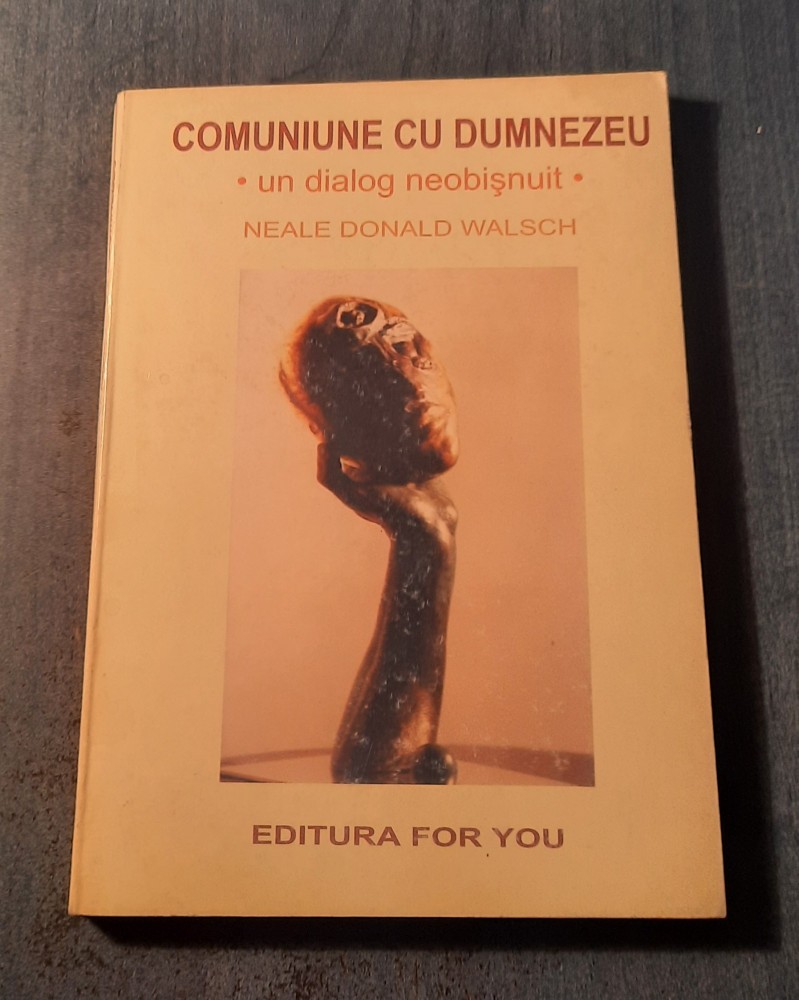 COMUNIUNE CU DUMNEZEU
• un dialog neobişnuit •
NEALE DONALD WALSCH
EDITURA FOR YOU